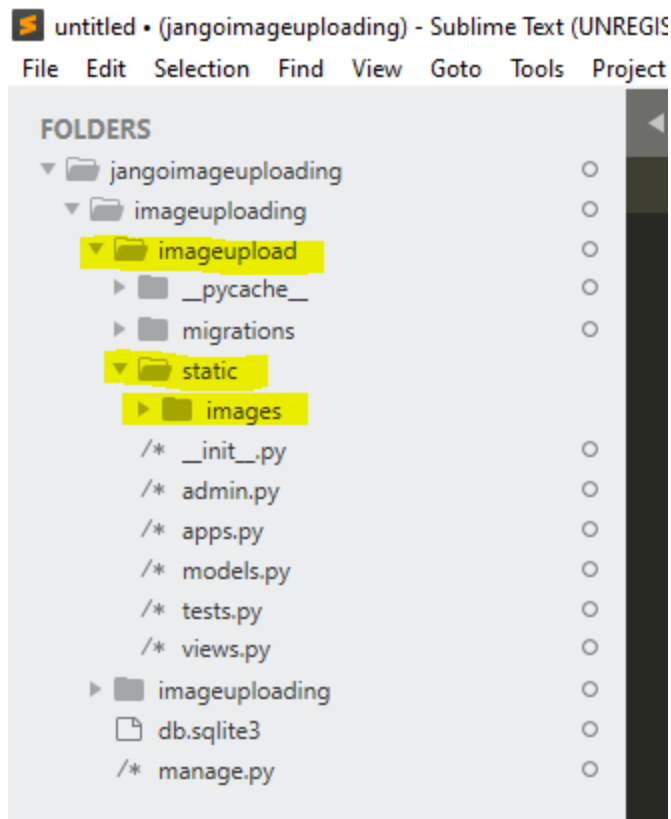 untitled • (jangoimageuploading) - Sublime Text (UNREGIS
File Edit Selection Find View Goto Tools Project
FOLDERS
jangoimageuploading
imageuploading
imageupload
__pycache__
migrations
static
images
/* __init__.py
/* admin.py
/* apps.py
/* models.py
/* tests.py
/* views.py
imageuploading
db.sqlite3
/* manage.py